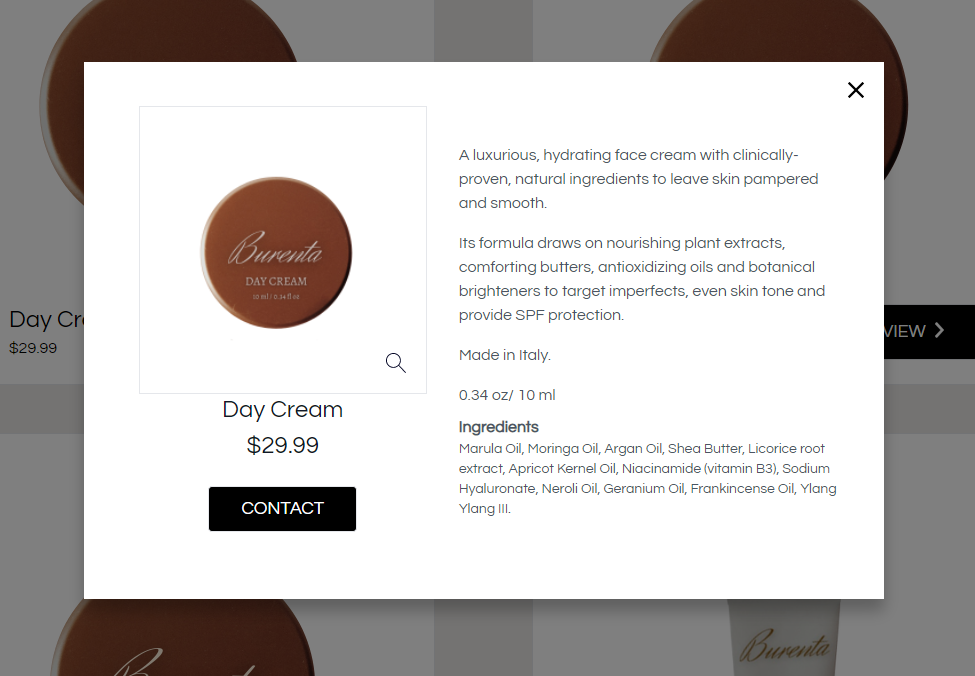 Burenta
DAY CREAM
10 ml / 0.34 fl oz
Day Cream
$29.99
CONTACT
A luxurious, hydrating face cream with clinically-
proven, natural ingredients to leave skin pampered
and smooth.
Its formula draws on nourishing plant extracts,
comforting butters, antioxidizing oils and botanical
brighteners to target imperfects, even skin tone and
provide SPF protection.
Made in Italy.
0.34 oz/ 10 ml
Ingredients
Marula Oil, Moringa Oil, Argan Oil, Shea Butter, Licorice root
extract, Apricot Kernel Oil, Niacinamide (vitamin B3), Sodium
Hyaluronate, Neroli Oil, Geranium Oil, Frankincense Oil, Ylang
Ylang III.
Day Cr
$29.99
VIEW
Burenta